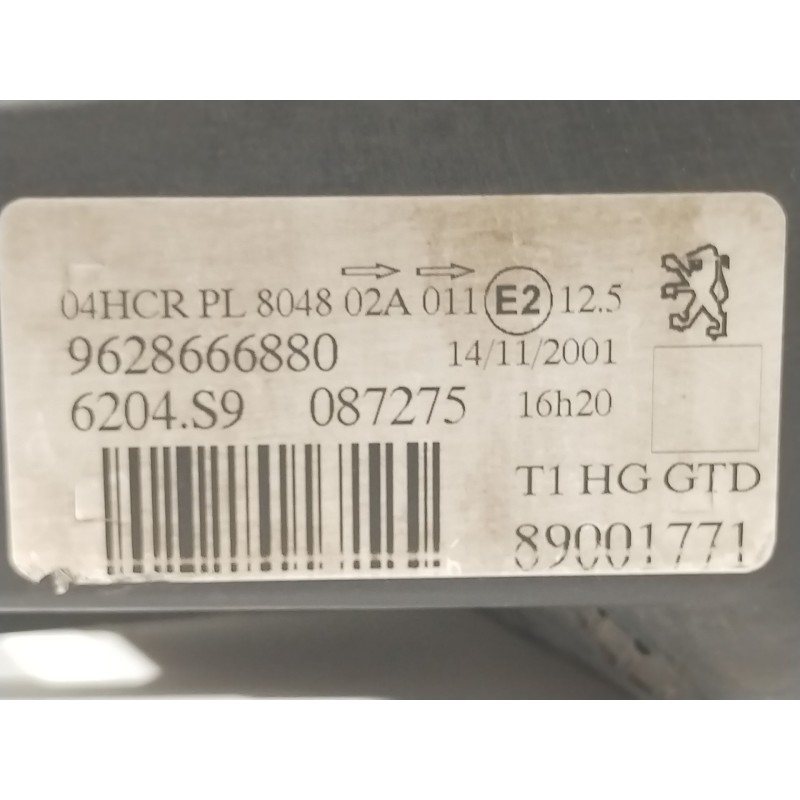 04HCR PL 8048 02A 011 E2 12.5
9628666880 14/11/2001
6204.S9 087275 16h20
T1 HG GTD
89001771